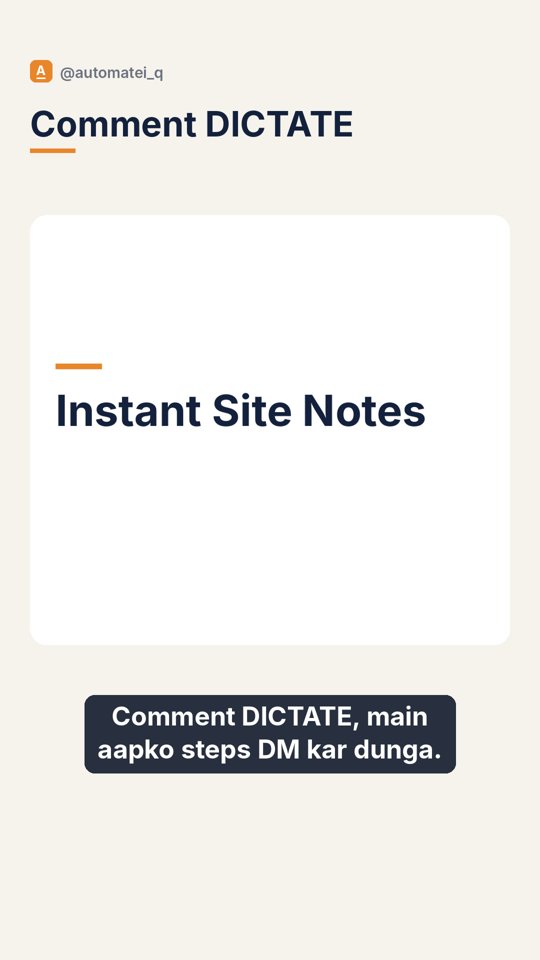 A
@automatei_q
Comment DICTATE
Instant Site Notes
Comment DICTATE, main
aapko steps DM kar dunga.